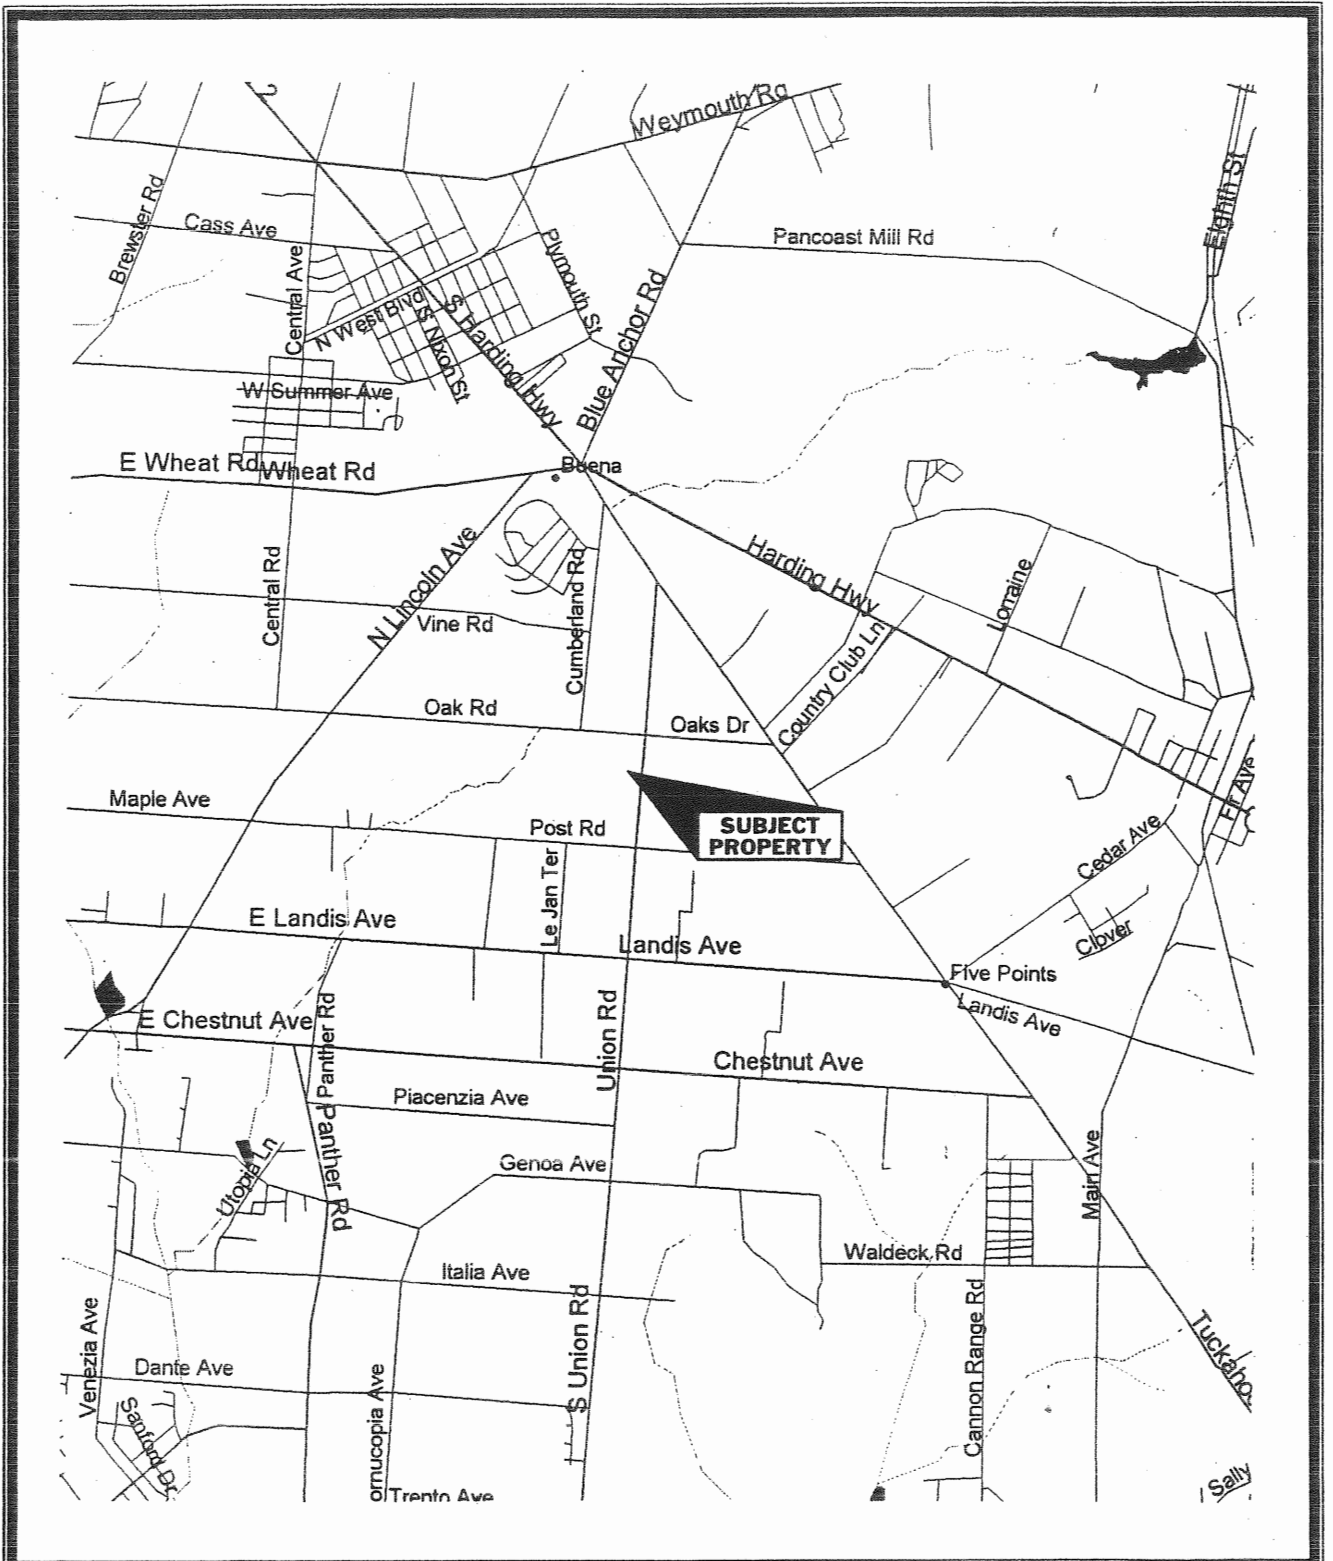 Weymouth Rd
Brewster Rd
Cass Ave
Central Ave
N West Blvd
S Nixon St
S Harding Hwy
Plymouth St
Blue Anchor Rd
Pancoast Mill Rd
Eighth St
W Summer Ave
E Wheat Rd
Wheat Rd
Buena
Central Rd
N Lincoln Ave
Vine Rd
Cumberland Rd
Harding Hwy
Country Club Ln
Lorraine
Oak Rd
Oaks Dr
Maple Ave
Post Rd
Le Jan Ter
SUBJECT
PROPERTY
Cedar Ave
Clover
E Landis Ave
Landis Ave
Five Points
Landis Ave
E Chestnut Ave
Panther Rd
Union Rd
Chestnut Ave
Piacenzia Ave
Panther Rd
Utopia Ln
Genoa Ave
Main Ave
Waldeck Rd
Italia Ave
Venezia Ave
Dante Ave
S Union Rd
Cannon Range Rd
Tuckaho
Sanford Dr
ornucopia Ave
Trento Ave
Sally